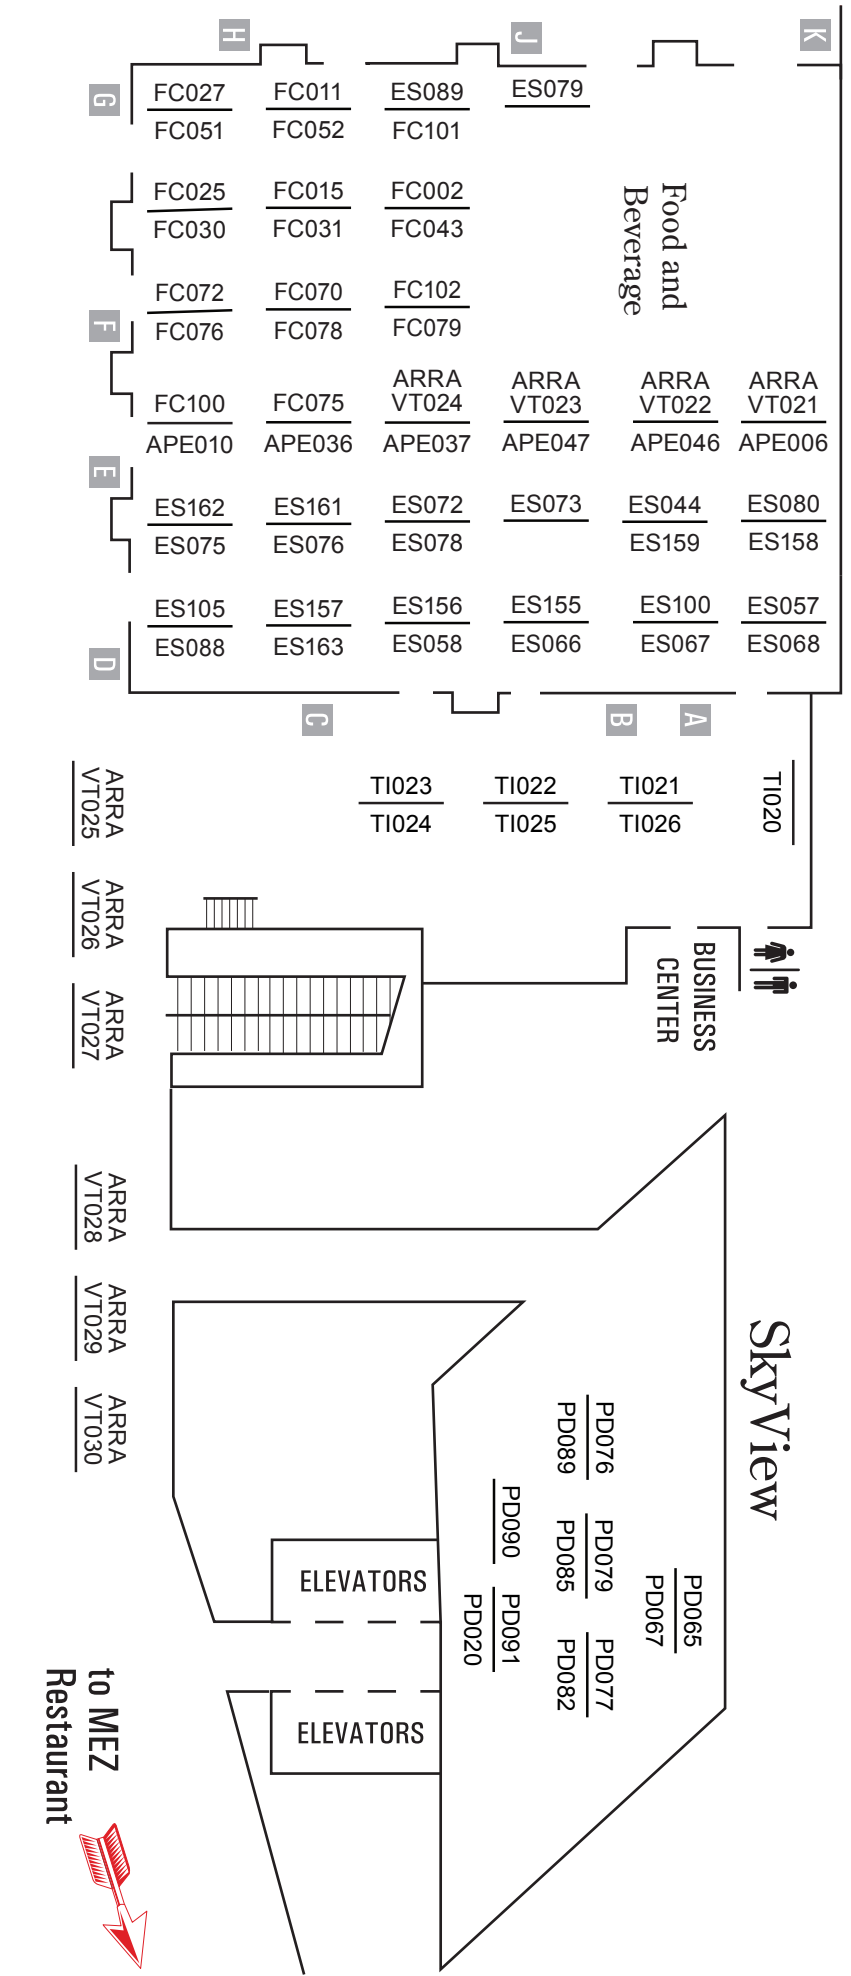 H
J
K
G
FC027
FC011
ES089
ES079
FC051
FC052
FC101
FC025
FC015
FC002
FC030
FC031
FC043
Food and
Beverage
F
FC072
FC070
FC102
FC076
FC078
FC079
FC100
FC075
ARRA
VT024
ARRA
VT023
ARRA
VT022
ARRA
VT021
APE010
APE036
APE037
APE047
APE046
APE006
E
ES162
ES161
ES072
ES073
ES044
ES080
ES075
ES076
ES078
ES159
ES158
ES105
ES157
ES156
ES155
ES100
ES057
ES088
ES163
ES058
ES066
ES067
ES068
D
C
B
A
ARRA
VT025
TI023
TI022
TI021
TI020
TI024
TI025
TI026
ARRA
VT026
BUSINESS
CENTER
ARRA
VT027
ARRA
VT028
ARRA
VT029
ARRA
VT030
SkyView
PD076
PD089
PD090
PD079
PD085
PD065
PD067
PD091
PD020
PD077
PD082
ELEVATORS
ELEVATORS
to MEZ
Restaurant